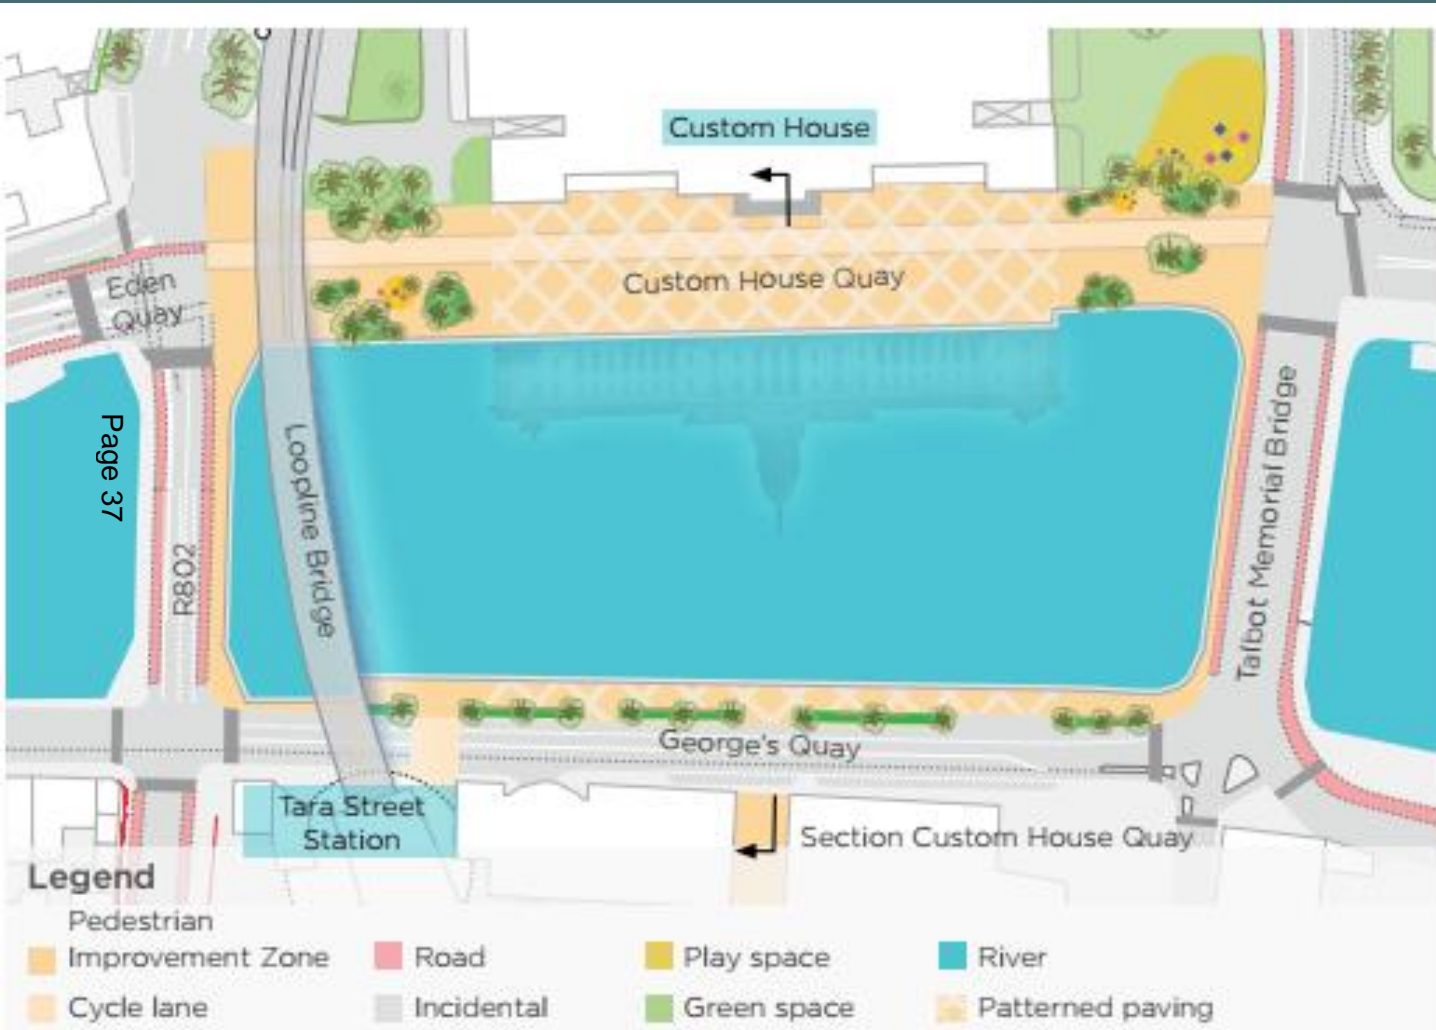 Custom House
Custom House Quay
Eden
Quay
Page 37
Loopline Bridge
R802
Talbot Memorial Bridge
George's Quay
Tara Street
Station
Section Custom House Quay
Legend
Pedestrian
Improvement Zone
Road
Play space
River
Cycle lane
Incidental
Green space
Patterned paving